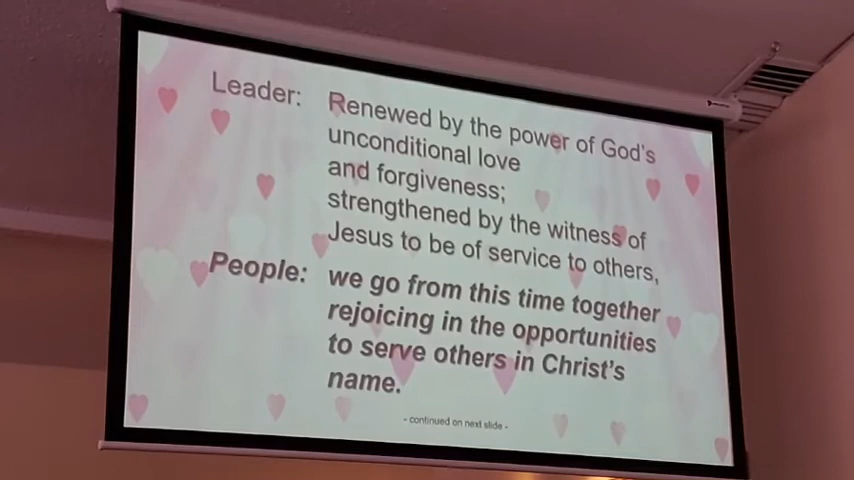 Leader: Renewed by the power of God's
unconditional love
and forgiveness;
strengthened by the witness of
Jesus to be of service to others,
People: we go from this time together
rejoicing in the opportunities
to serve others in Christ's
name.
- continued on next slide -